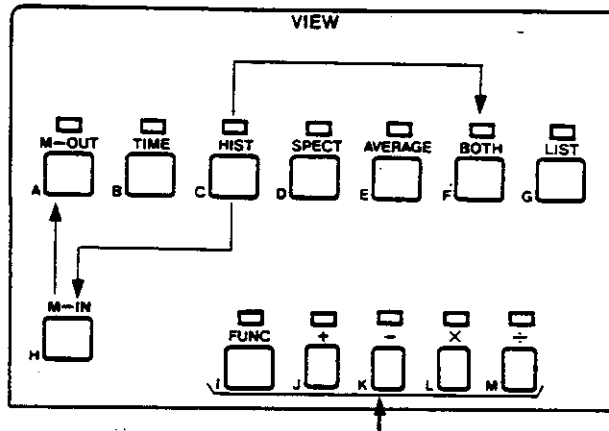 VIEW
M-OUT TIME HIST SPECT AVERAGE BOTH LIST
A B C D E F G
M-IN
H
FUNC + - × ÷
I J K L M